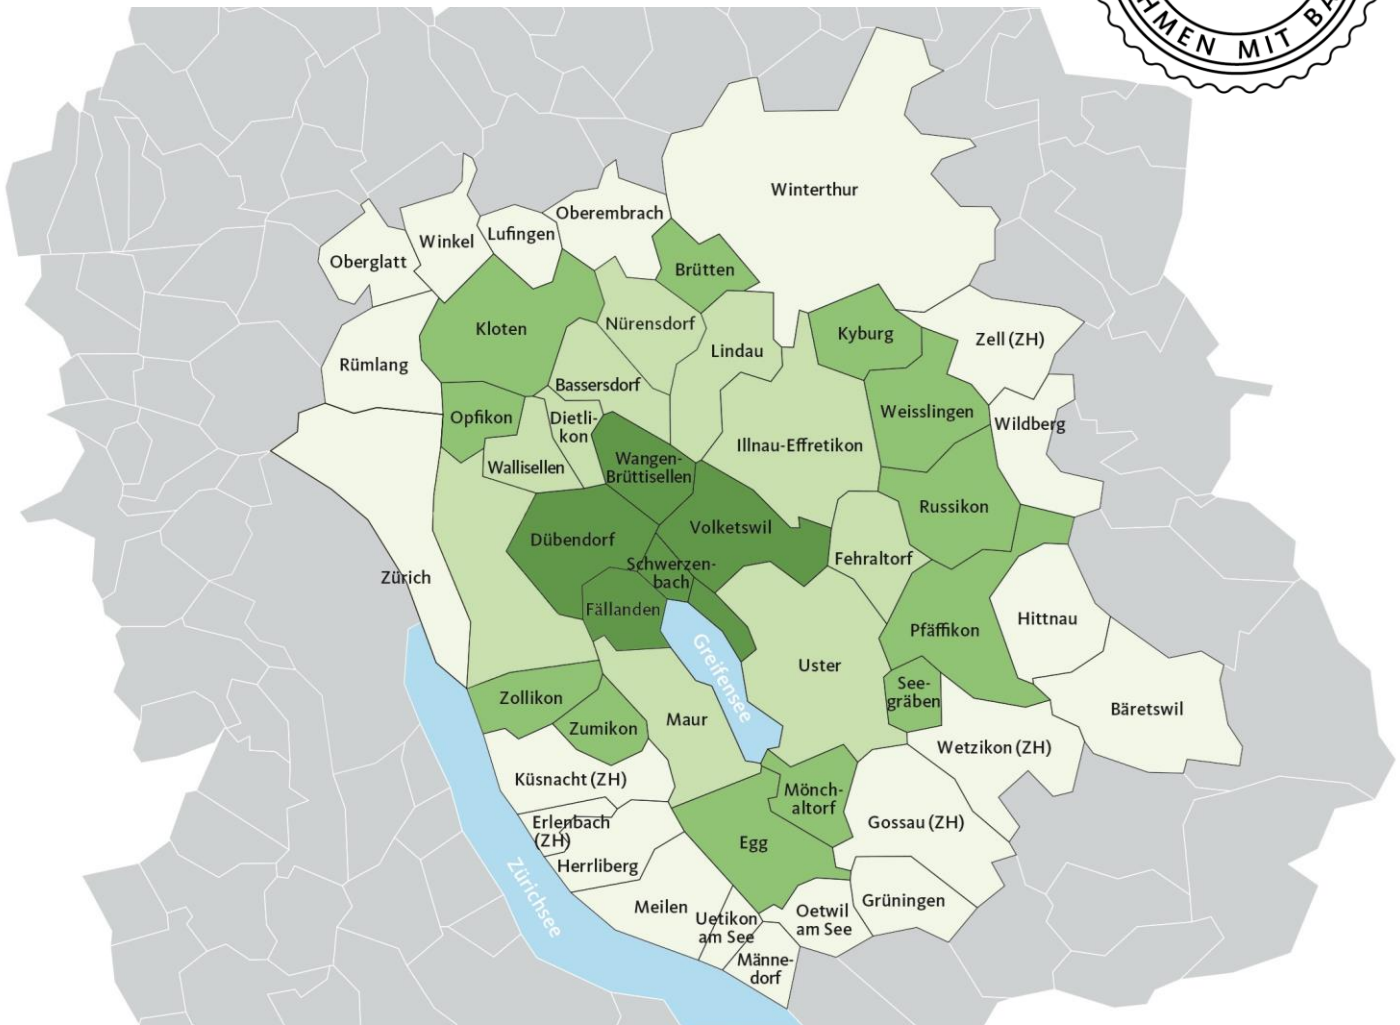 HMEN MIT BA
Winterthur
Oberembrach
Lufingen
Winkel
Oberglatt
Brütten
Kloten
Nürensdorf
Kyburg
Zell (ZH)
Lindau
Rümlang
Bassersdorf
Weisslingen
Opfikon
Dietli-
kon
Wildberg
Illnau-Effretikon
Wallisellen
Wangen-
Brüttisellen
Russikon
Volketswil
Dübendorf
Fehraltorf
Schwerzen-
bach
Zürich
Fällanden
Hittnau
Pfäffikon
Greifensee
Uster
See-
gräben
Zollikon
Bäretswil
Maur
Zumikon
Wetzikon (ZH)
Küsnacht (ZH)
Mönch-
altorf
Erlenbach
(ZH)
Gossau (ZH)
Egg
Herrliberg
Zürichsee
Grüningen
Meilen
Uetikon
am See
Oetwil
am See
Männe-
dorf